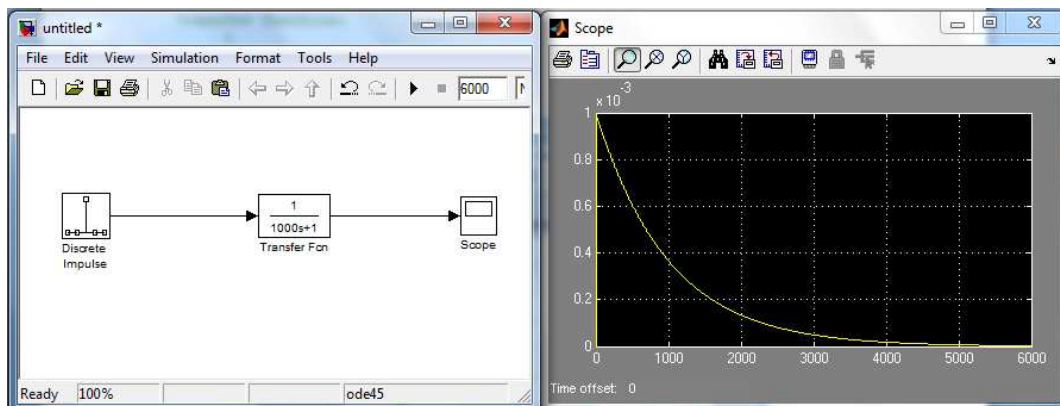 untitled *
File Edit View Simulation Format Tools Help
6000
1
1000s+1
Discrete
Impulse
Transfer Fcn
Scope
Ready 100% ode45
Scope
x 10
-3
1
0.8
0.6
0.4
0.2
0
0 1000 2000 3000 4000 5000 6000
Time offset: 0